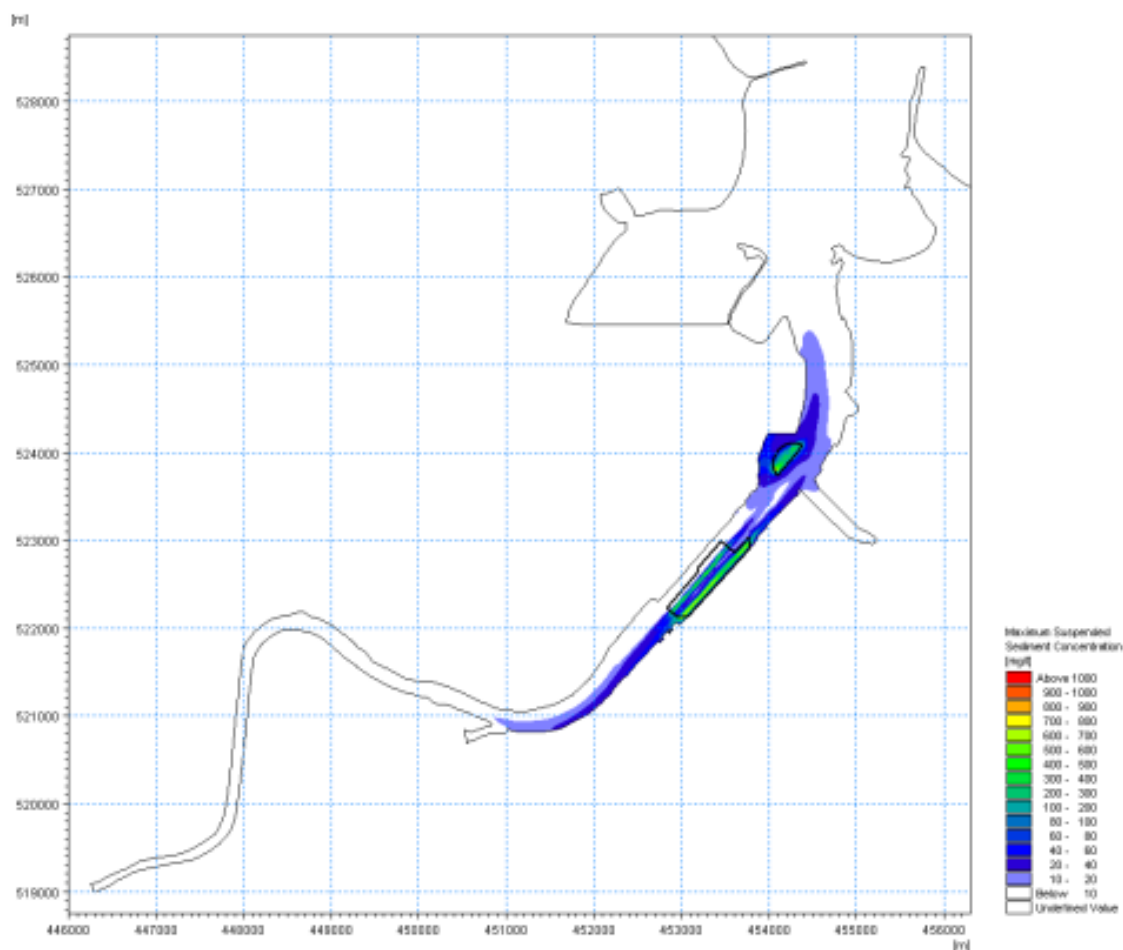 [m]
528000
527000
526000
525000
524000
523000
522000
521000
520000
519000
446000 447000 448000 449000 450000 451000 452000 453000 454000 455000 456000
[m]
Maximum Suspended
Sediment Concentration
[mg/l]
Above 1000
900 - 1000
800 - 900
700 - 800
600 - 700
500 - 600
400 - 500
300 - 400
200 - 300
100 - 200
80 - 100
60 - 80
40 - 60
20 - 40
10 - 20
Below 10
Undefined Value